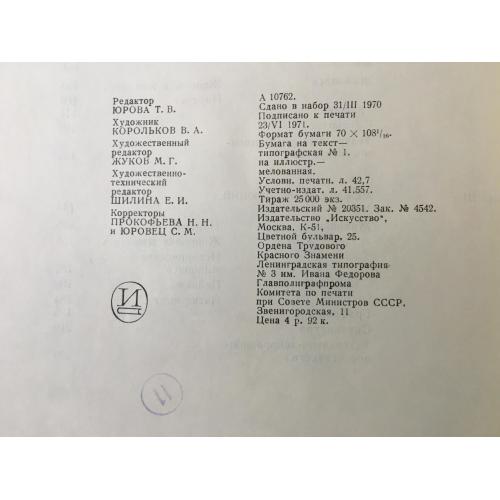 Редактор
ЮРОВА Т. В.
Художник
КОРОЛЬКОВ В. А.
Художественный
редактор
ЖУКОВ М. Г.
Художественно-
технический
редактор
ШИЛИНА Е. И.
Корректоры
ПРОКОФЬЕВА Н. Н.
и ЮРОВЕЦ С. М.
И
11
А 10762.
Сдано в набор 31/III 1970
Подписано к печати
23/VI 1971.
Формат бумаги 70 × 108¹/₁₆.
Бумага на текст—
типографская № 1.
на иллюстр.—
мелованная.
Условн. печатн. л. 42,7
Учетно-издат. л. 41,557.
Тираж 25 000 экз.
Издательский № 20351. Зак. № 4542.
Издательство „Искусство",
Москва. К-51,
Цветной бульвар, 25.
Ордена Трудового
Красного Знамени
Ленинградская типография
№ 3 им. Ивана Федорова
Главполиграфпрома
Комитета по печати
при Совете Министров СССР.
Звенигородская, 11
Цена 4 р. 92 к.